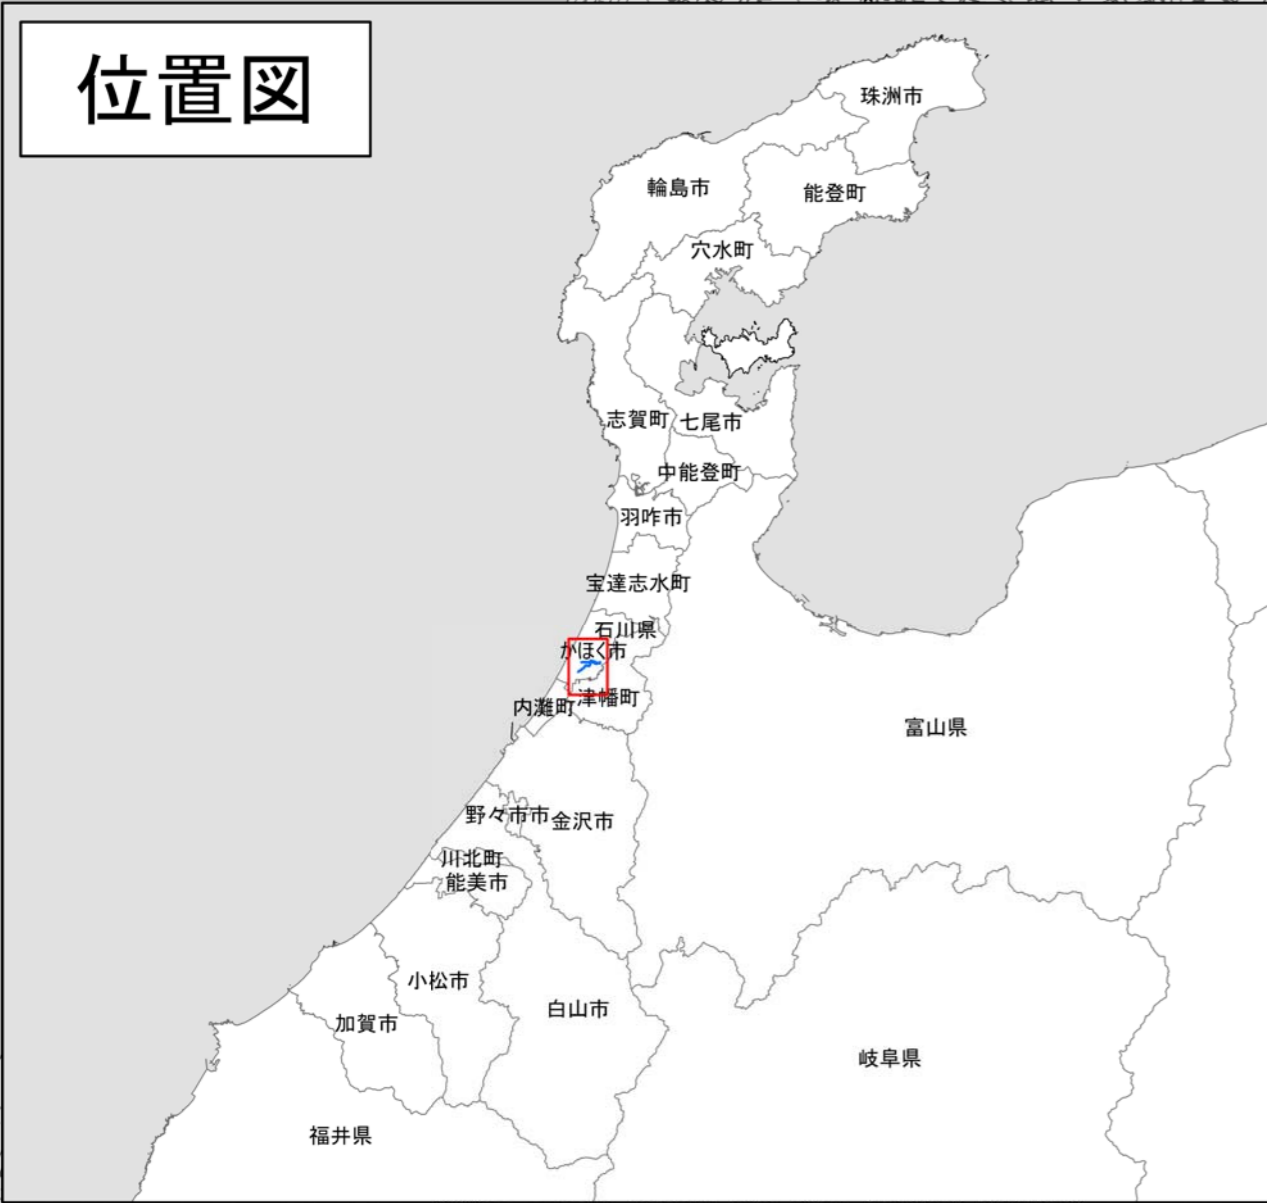 位置図
珠洲市
輪島市
能登町
穴水町
志賀町
七尾市
中能登町
羽咋市
宝達志水町
石川県
かほく市
津幡町
内灘町
富山県
野々市市
金沢市
川北町
能美市
小松市
白山市
加賀市
岐阜県
福井県